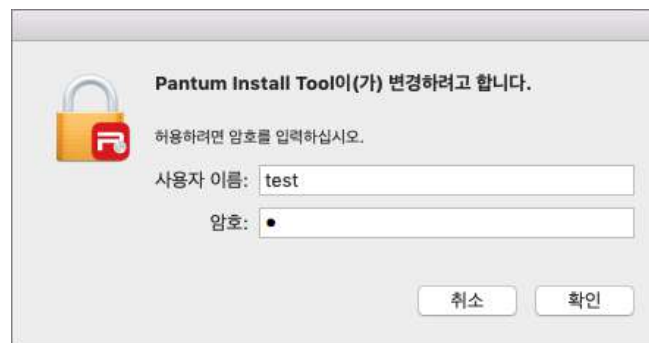 Pantum Install Tool이(가) 변경하려고 합니다.
허용하려면 암호를 입력하십시오.
사용자 이름: test
암호: •
취소 확인